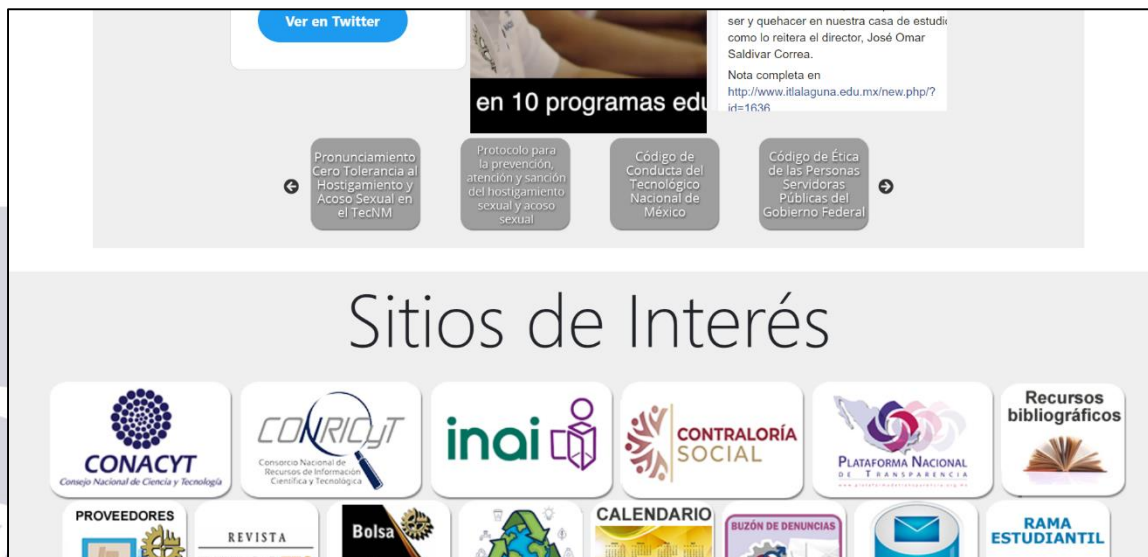 Ver en Twitter
en 10 programas edu
ser y quehacer en nuestra casa de estudio
como lo reitera el director, José Omar
Saldivar Correa.
Nota completa en
http://www.itlalaguna.edu.mx/new.php/?
id=1636
Pronunciamiento
Cero Tolerancia al
Hostigamiento y
Acoso Sexual en
el TecNM
Protocolo para
la prevención,
atención y sanción
del hostigamiento
sexual y acoso
sexual
Código de
Conducta del
Tecnológico
Nacional de
México
Código de Ética
de las Personas
Servidoras
Públicas del
Gobierno Federal
Sitios de Interés
CONACYT
Consejo Nacional de Ciencia y Tecnología
CONRICyT
Consorcio Nacional de
Recursos de Información
Científica y Tecnológica
inai
CONTRALORÍA
SOCIAL
PLATAFORMA NACIONAL
DE TRANSPARENCIA
www.plataformadetransparencia.org.mx
Recursos
bibliográficos
PROVEEDORES
REVISTA
Bolsa
CALENDARIO
BUZÓN DE DENUNCIAS
RAMA
ESTUDIANTIL